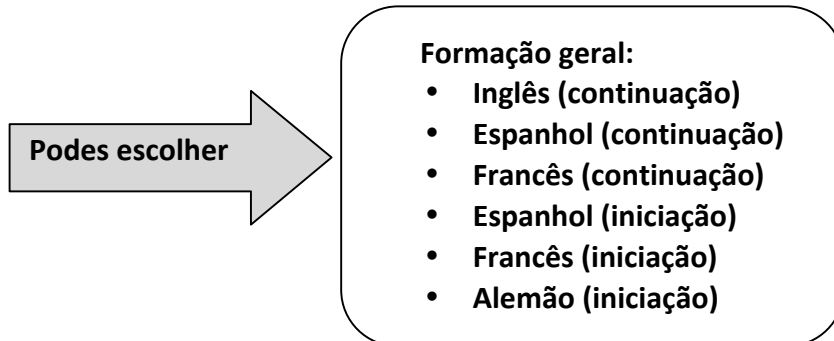 Podes escolher
Formação geral:
• Inglês (continuação)
• Espanhol (continuação)
• Francês (continuação)
• Espanhol (iniciação)
• Francês (iniciação)
• Alemão (iniciação)